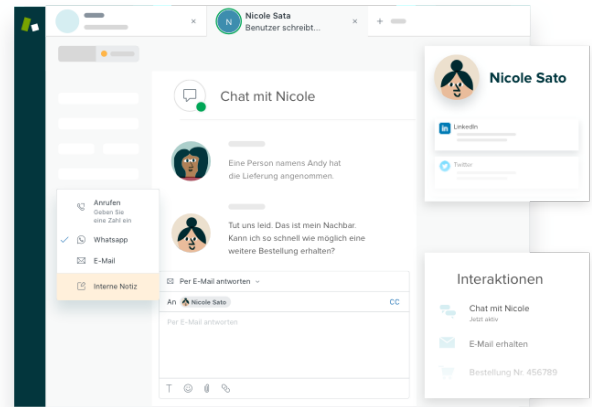 Nicole Sata
N
Benutzer schreibt...
Nicole Sato
Chat mit Nicole
in LinkedIn
Twitter
Eine Person namens Andy hat
die Lieferung angenommen.
Anrufen
Geben Sie
eine Zahl ein
Whatsapp
E-Mail
Interne Notiz
Tut uns leid. Das ist mein Nachbar.
Kann ich so schnell wie möglich eine
weitere Bestellung erhalten?
Per E-Mail antworten
An Nicole Sato CC
Per E-Mail antworten
T
Interaktionen
Chat mit Nicole
Jetzt aktiv
E-Mail erhalten
Bestellung Nr. 456789